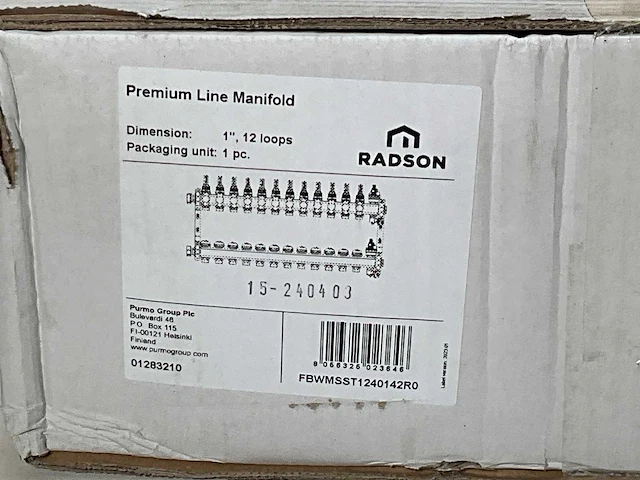 Premium Line Manifold
Dimension: 1", 12 loops
Packaging unit: 1 pc.
RADSON
15-240403
Purmo Group Plc
Bulevardi 46
P.O. Box 115
FI-00121 Helsinki
Finland
www.purmogroup.com
01283210
FBWMSST1240142R0